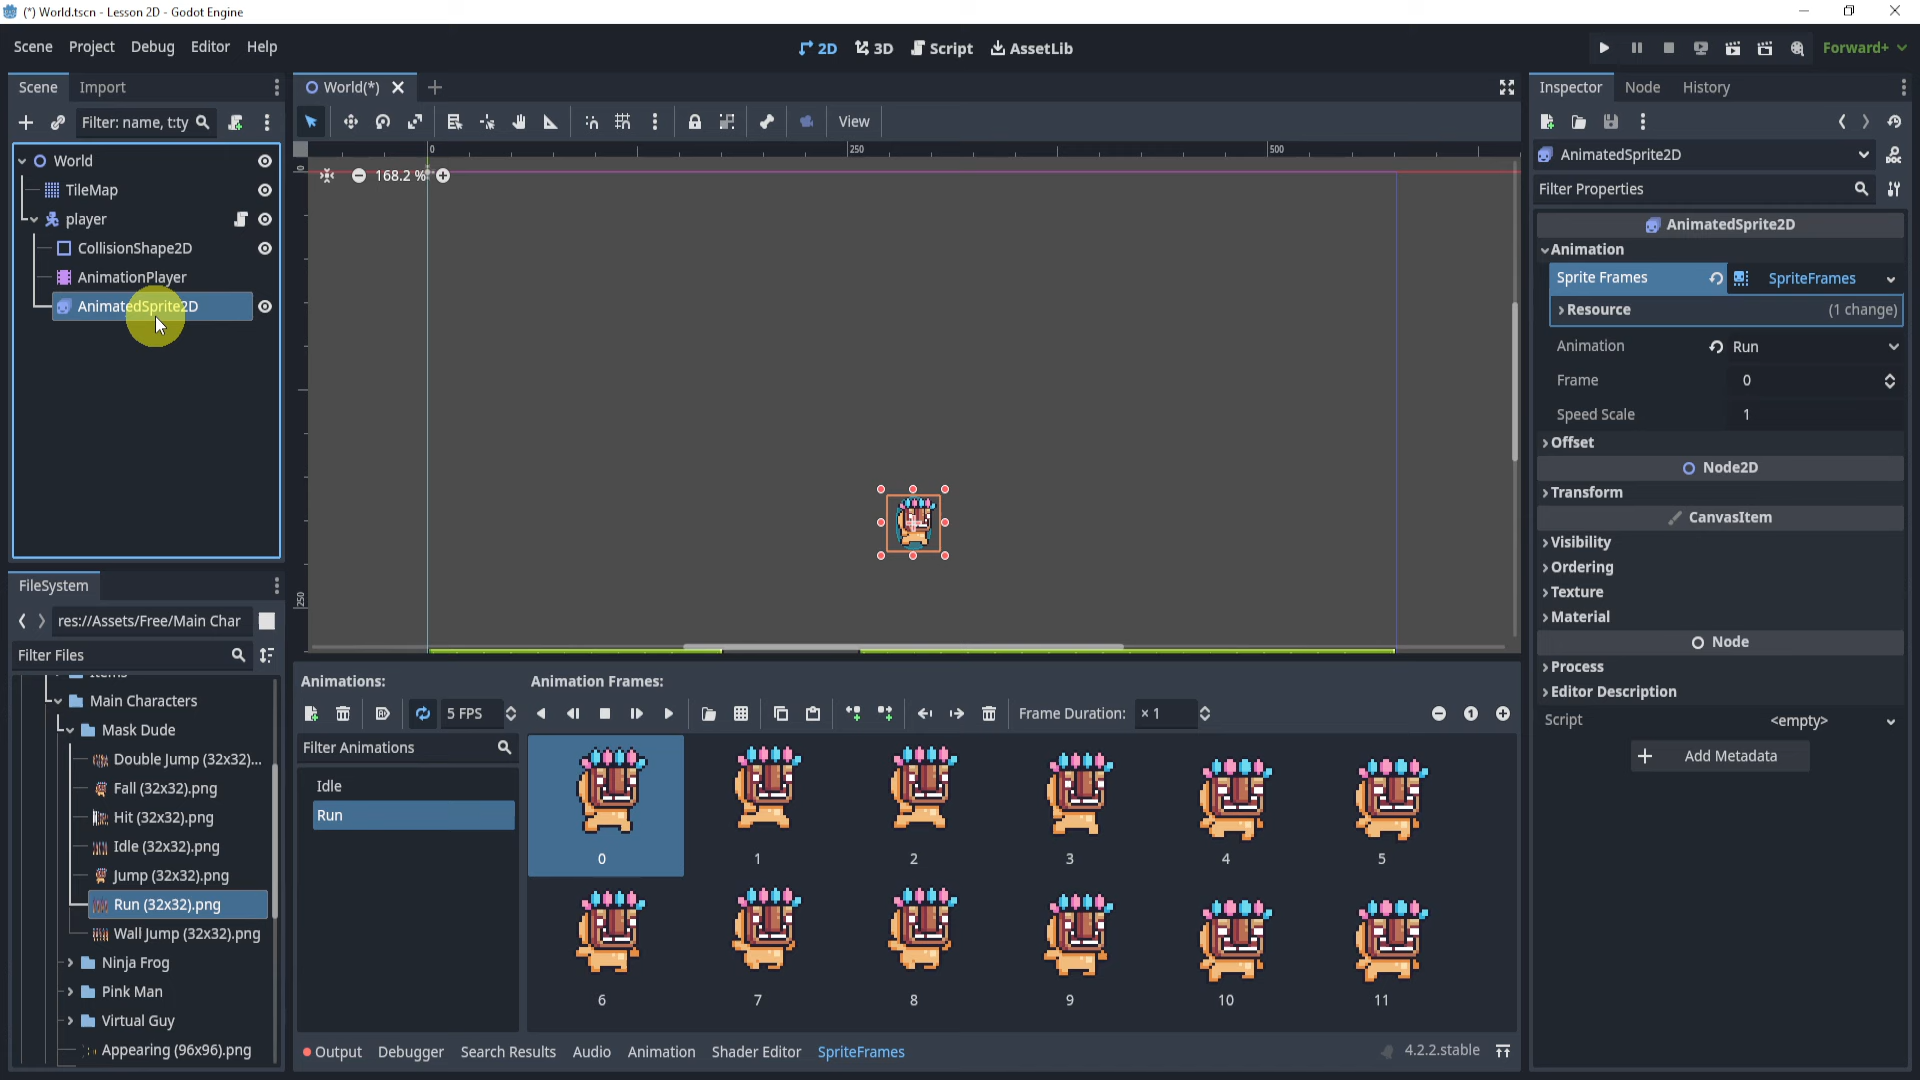 (*) World.tscn - Lesson 2D - Godot Engine
Scene Project Debug Editor Help
2D 3D Script AssetLib
Forward+
Scene Import
World(*)
Inspector Node History
Filter: name, t:ty
View
World
TileMap
player
CollisionShape2D
AnimationPlayer
AnimatedSprite2D
0 250 500
0
168.2 %
250
AnimatedSprite2D
Filter Properties
AnimatedSprite2D
Animation
Sprite Frames SpriteFrames
Resource (1 change)
Animation Run
Frame 0
Speed Scale 1
Offset
Node2D
Transform
CanvasItem
Visibility
Ordering
Texture
Material
Node
Process
Editor Description
Script <empty>
Add Metadata
FileSystem
res://Assets/Free/Main Char
Filter Files
Items
Main Characters
Mask Dude
Double Jump (32x32)...
Fall (32x32).png
Hit (32x32).png
Idle (32x32).png
Jump (32x32).png
Run (32x32).png
Wall Jump (32x32).png
Ninja Frog
Pink Man
Virtual Guy
Appearing (96x96).png
Animations: Animation Frames:
5 FPS Frame Duration: × 1
Filter Animations
Idle
Run
0 1 2 3 4 5
6 7 8 9 10 11
Output Debugger Search Results Audio Animation Shader Editor SpriteFrames
4.2.2.stable